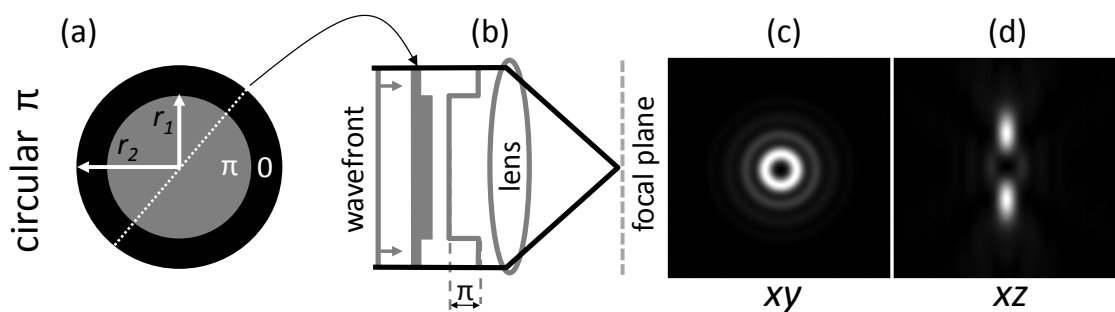 (a)
(b)
(c)
(d)
circular π
r1
r2
π
0
wavefront
lens
focal plane
π
xy
xz